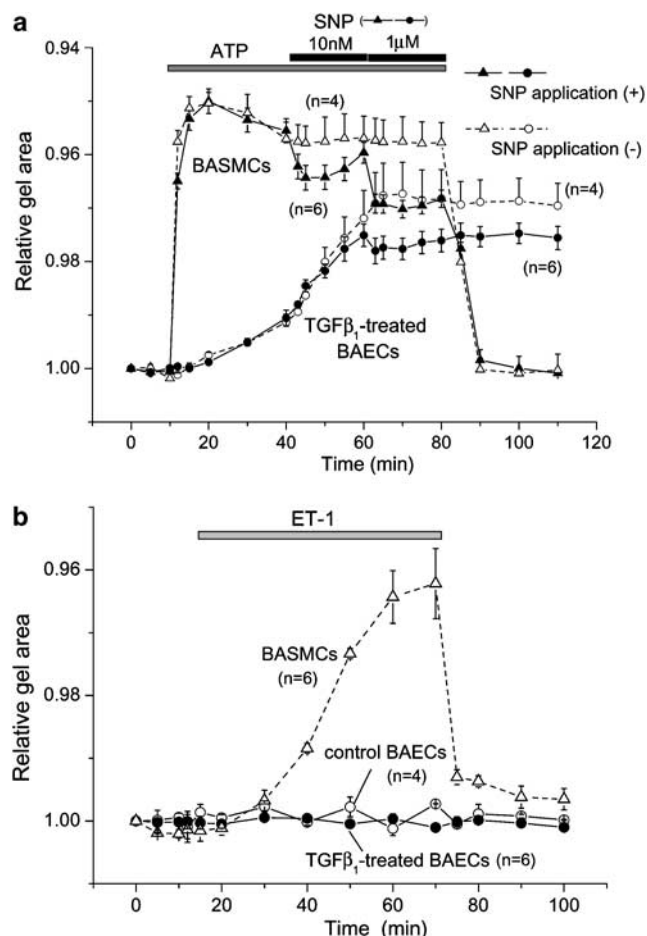 a
SNP (▲ ●)
ATP
10nM
1μM
SNP application (+)
SNP application (-)
(n=4)
BASMCs
(n=6)
(n=4)
(n=6)
TGFβ₁-treated
BAECs
Relative gel area
0.94
0.96
0.98
1.00
0 20 40 60 80 100 120
Time (min)
b
ET-1
Relative gel area
0.96
0.98
1.00
BASMCs
(n=6)
control BAECs
(n=4)
TGFβ₁-treated BAECs (n=6)
0 20 40 60 80 100
Time (min)